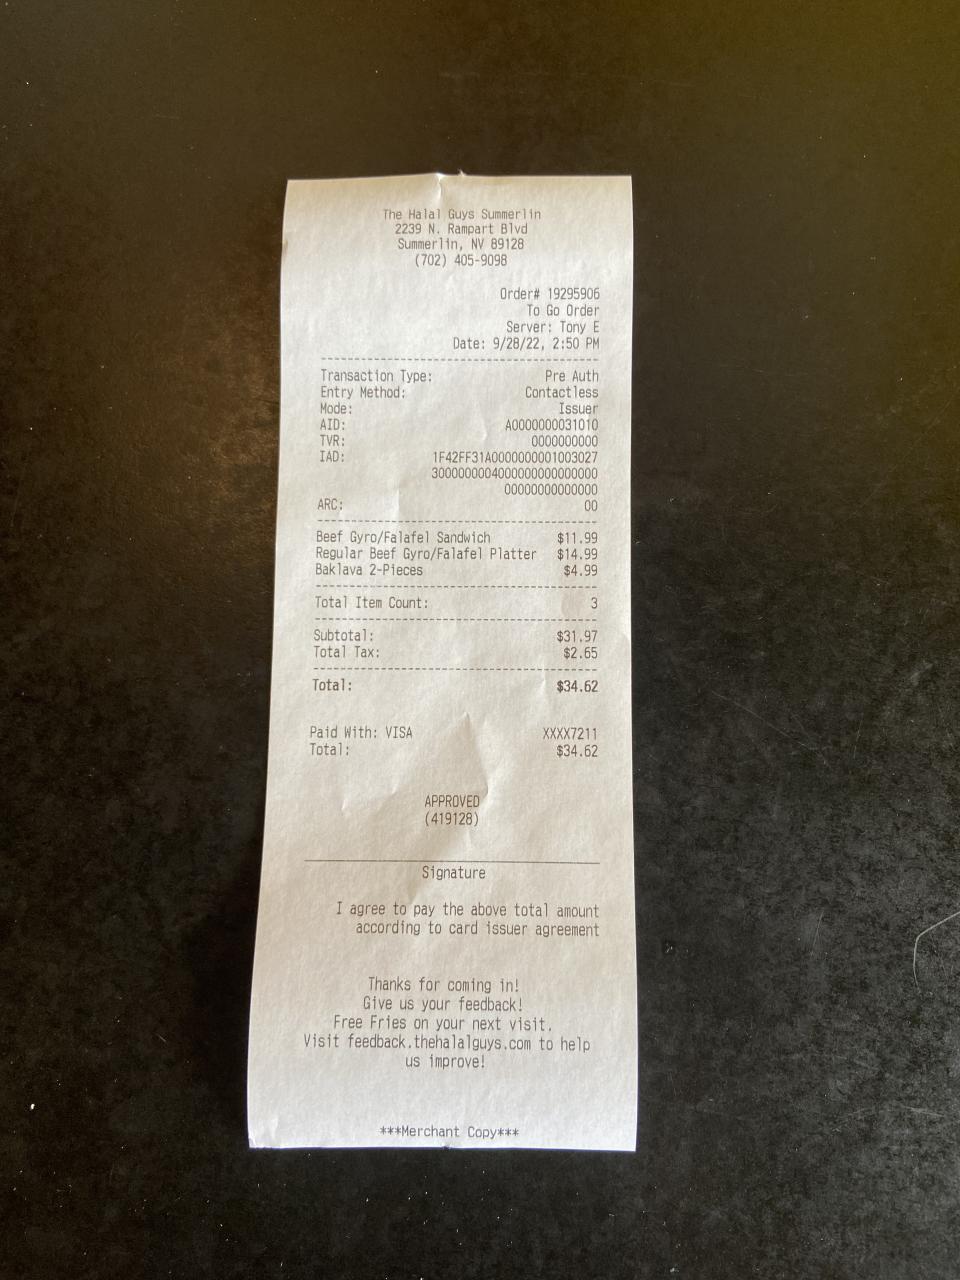 The Halal Guys Summerlin
2239 N. Rampart Blvd
Summerlin, NV 89128
(702) 405-9098
Order# 19295906
To Go Order
Server: Tony E
Date: 9/28/22, 2:50 PM
Transaction Type: Pre Auth
Entry Method: Contactless
Mode: Issuer
AID: A0000000031010
TVR: 0000000000
IAD: 1F42FF31A0000000001003027
3000000004000000000000000
00000000000000
ARC: 00
Beef Gyro/Falafel Sandwich $11.99
Regular Beef Gyro/Falafel Platter $14.99
Baklava 2-Pieces $4.99
Total Item Count: 3
Subtotal: $31.97
Total Tax: $2.65
Total: $34.62
Paid With: VISA XXXX7211
Total: $34.62
APPROVED
(419128)
Signature
I agree to pay the above total amount
according to card issuer agreement
Thanks for coming in!
Give us your feedback!
Free Fries on your next visit.
Visit feedback.thehalalguys.com to help
us improve!
***Merchant Copy***